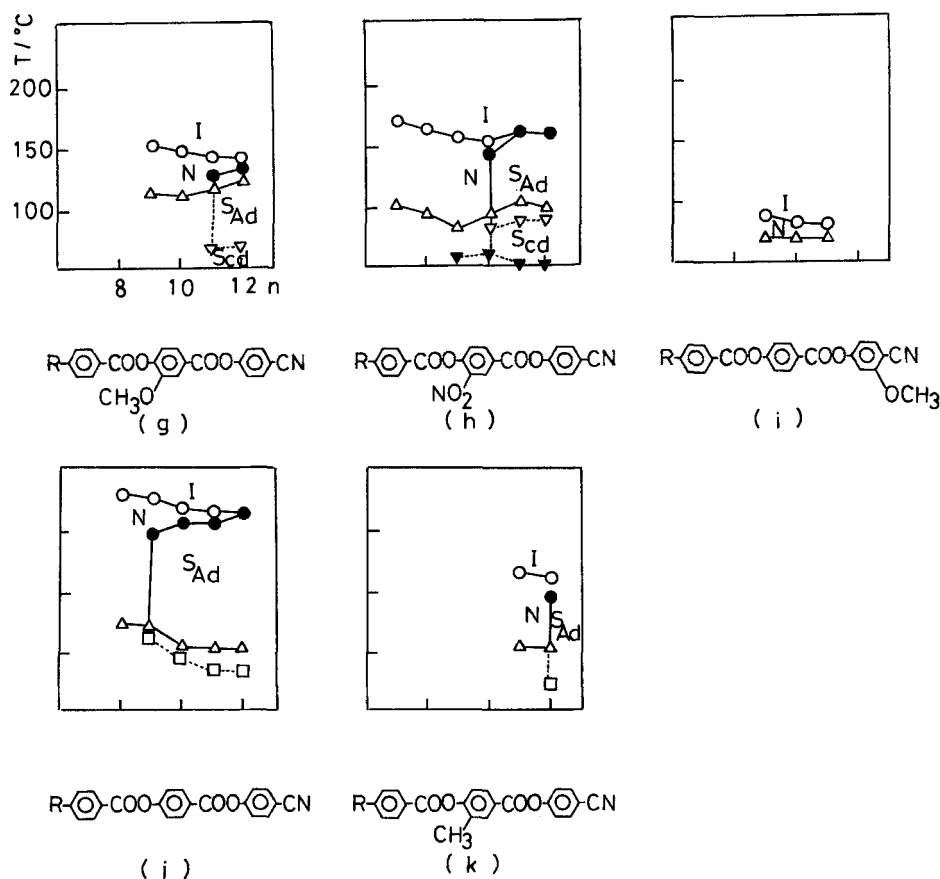 T/°C
200
150
100
8 10 12 n
I
N
SAd
Scd
R COO COO CN
CH3O
(g)
I
N
SAd
Scd
R COO COO CN
NO2
(h)
I
N
R COO COO CN
OCH3
(i)
I
N
SAd
R COO COO CN
(j)
I
N
SAd
R COO COO CN
CH3
(k)